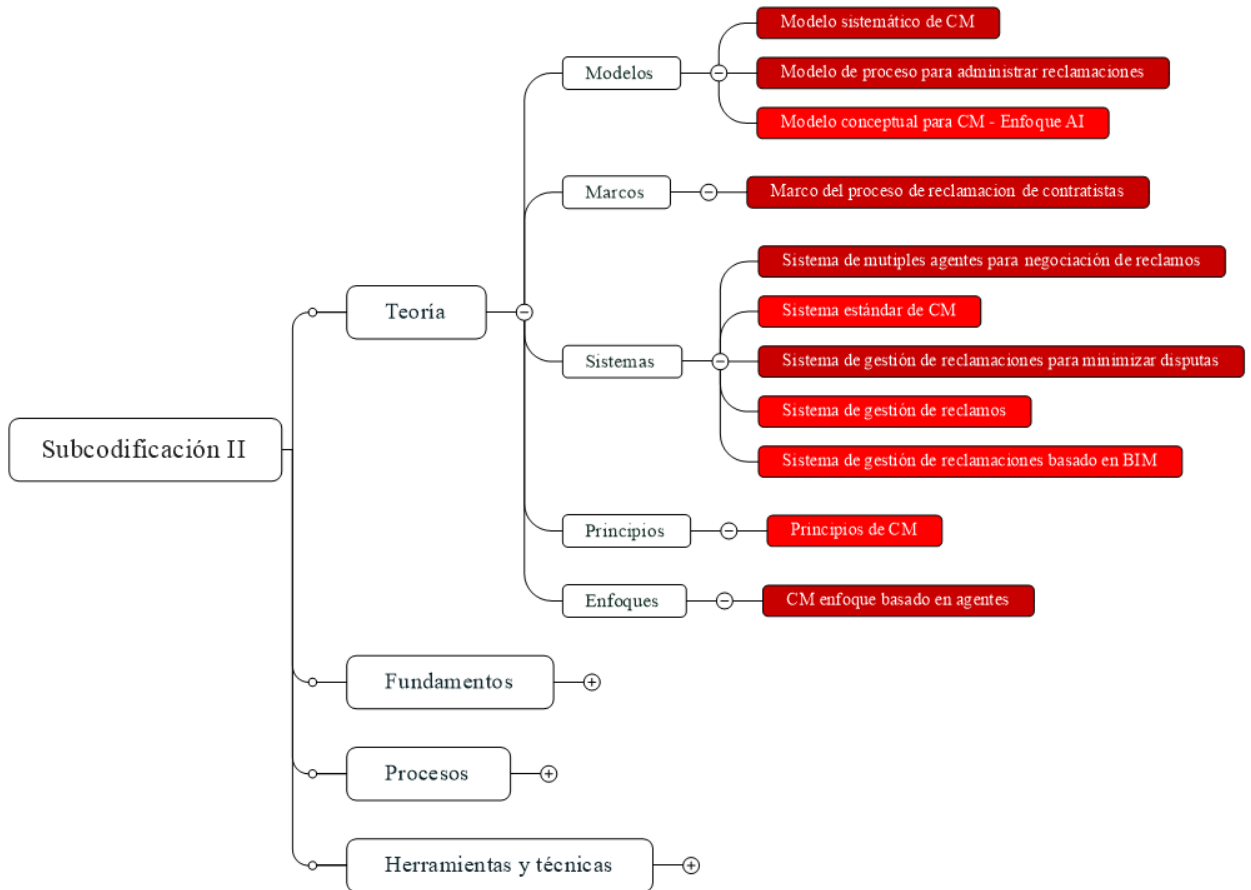 Subcodificación II
Teoría
Modelos
Modelo sistemático de CM
Modelo de proceso para administrar reclamaciones
Modelo conceptual para CM - Enfoque AI
Marcos
Marco del proceso de reclamacion de contratistas
Sistemas
Sistema de mutiples agentes para negociación de reclamos
Sistema estándar de CM
Sistema de gestión de reclamaciones para minimizar disputas
Sistema de gestión de reclamos
Sistema de gestión de reclamaciones basado en BIM
Principios
Principios de CM
Enfoques
CM enfoque basado en agentes
Fundamentos
Procesos
Herramientas y técnicas